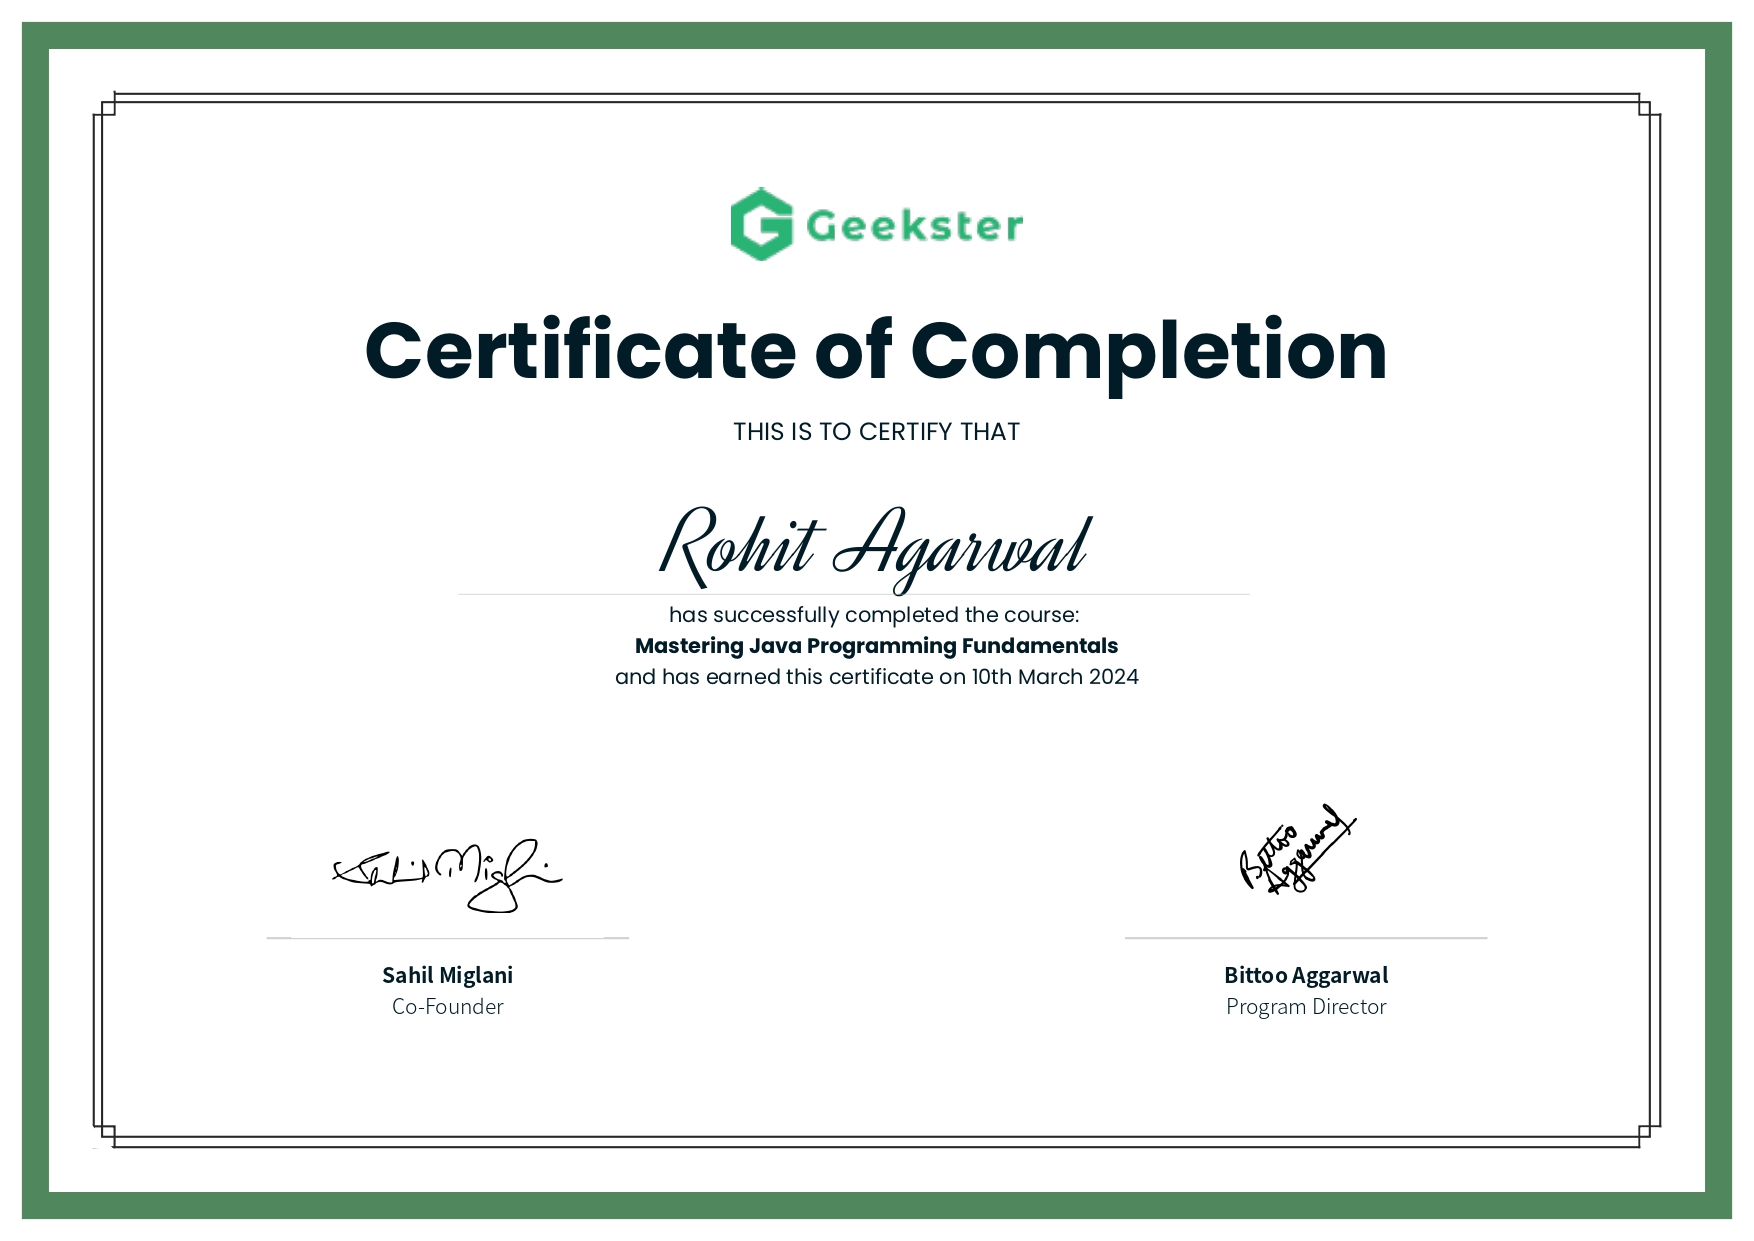 Geekster
Certificate of Completion
THIS IS TO CERTIFY THAT
Rohit Agarwal
has successfully completed the course:
Mastering Java Programming Fundamentals
and has earned this certificate on 10th March 2024
Sahil Miglani
Bittoo
Aggarwal
Sahil Miglani
Co-Founder
Bittoo Aggarwal
Program Director